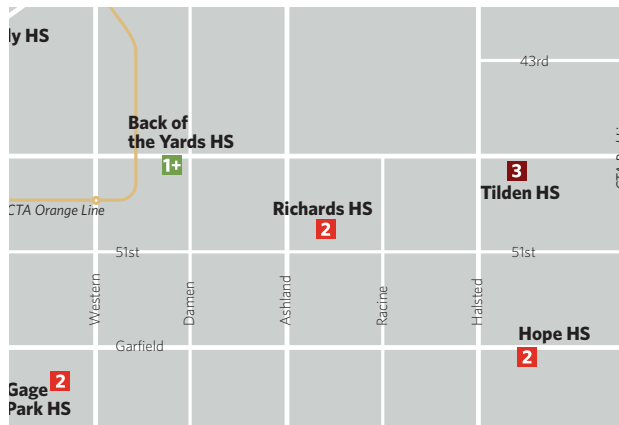 ly HS
43rd
Back of
the Yards HS
1+
3
Tilden HS
CTA Orange Line
Richards HS
2
51st
51st
Western
Damen
Ashland
Racine
Halsted
Garfield
Hope HS
2
2
Gage
Park HS